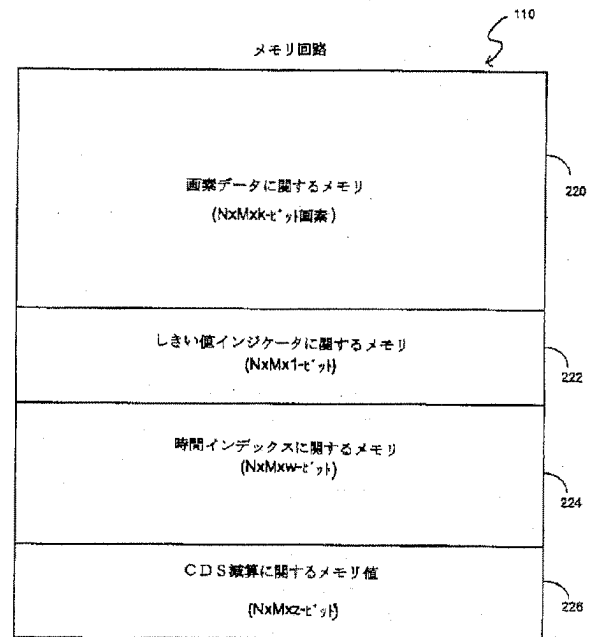 110
メモリ回路
画素データに関するメモリ
(NxMxk-ビット画素)
220
しきい値インジケータに関するメモリ
(NxMx1-ビット)
222
時間インデックスに関するメモリ
(NxMxw-ビット)
224
CDS減算に関するメモリ値
(NxMxz-ビット)
226